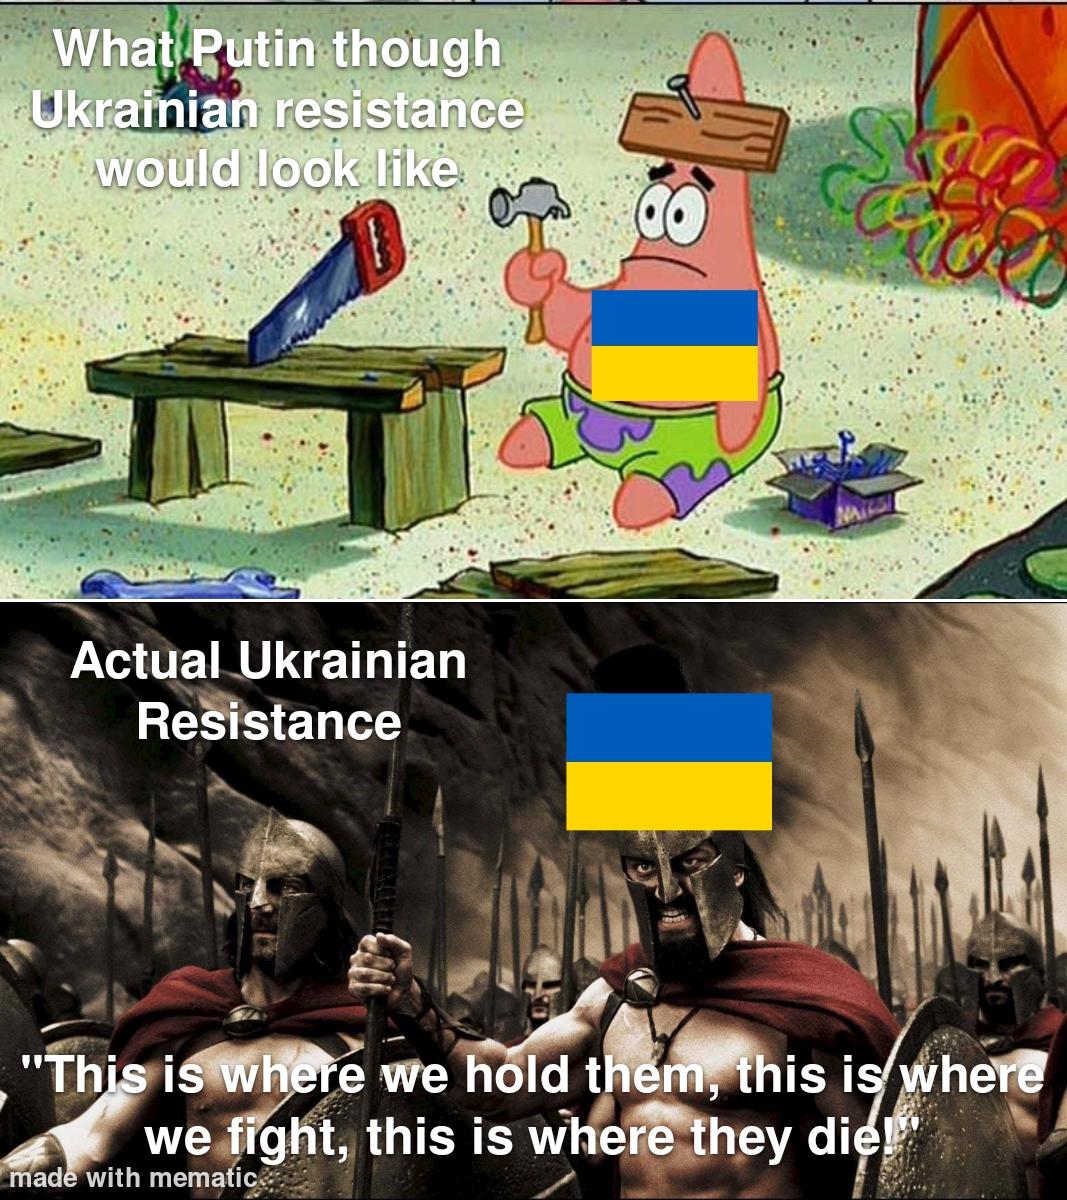 What Putin though
Ukrainian resistance
would look like
NAILS
Actual Ukrainian
Resistance
"This is where we hold them, this is where
we fight, this is where they die!"
made with mematic